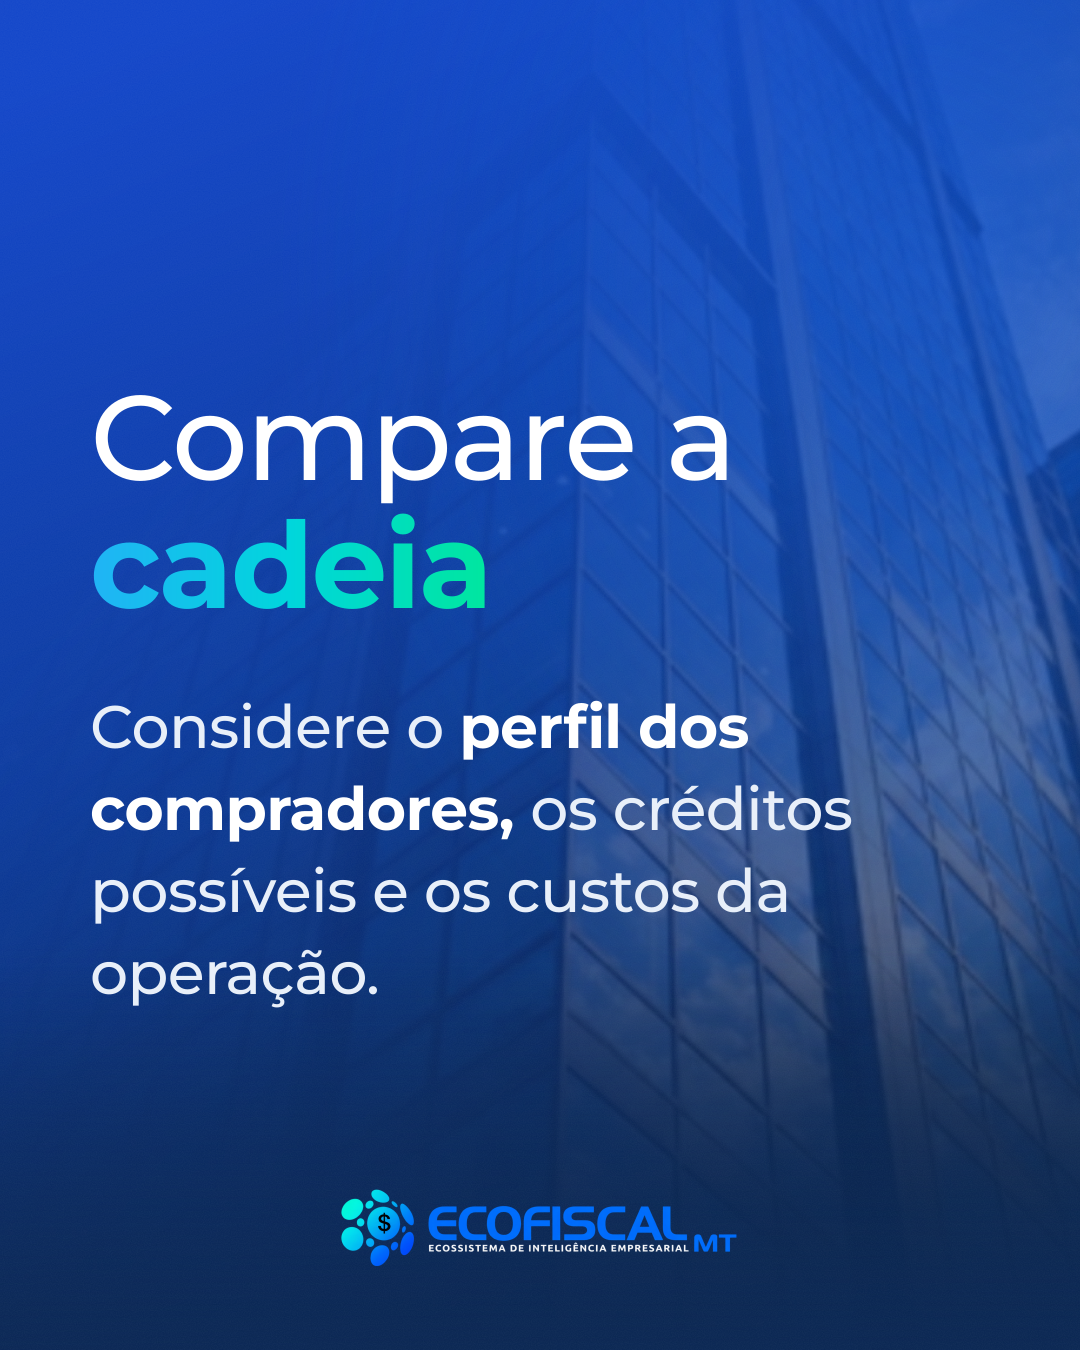 Compare a
cadeia
Considere o perfil dos
compradores, os créditos
possíveis e os custos da
operação.
$
ECOFISCAL
ECOSSISTEMA DE INTELIGÊNCIA EMPRESARIAL MT